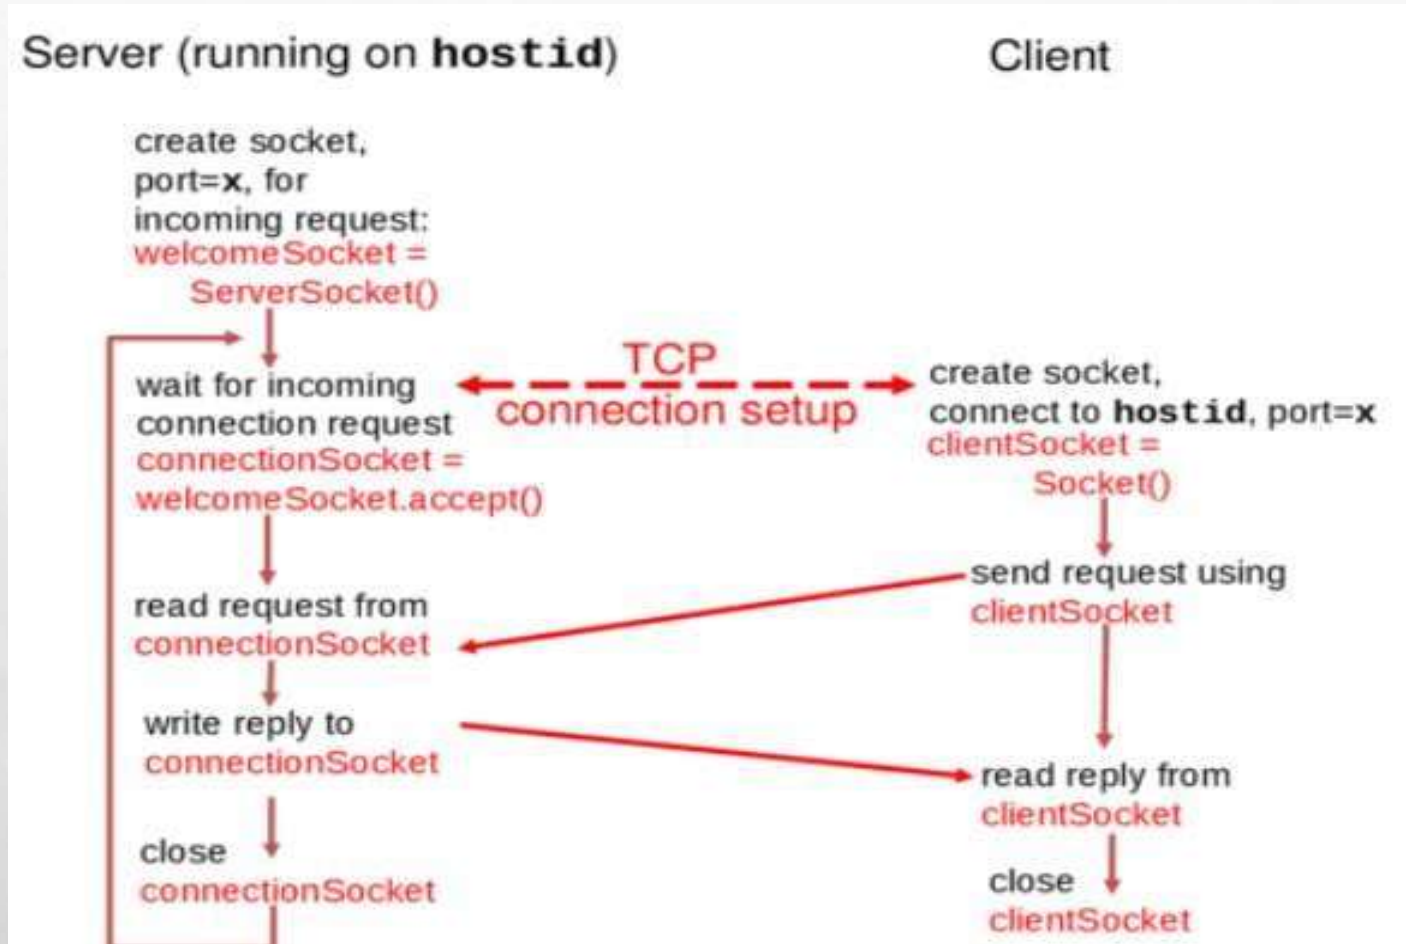 Server (running on hostid)
Client
create socket,
port=x, for
incoming request:
welcomeSocket =
ServerSocket()
TCP
connection setup
wait for incoming
connection request
connectionSocket =
welcomeSocket.accept()
create socket,
connect to hostid, port=x
clientSocket =
Socket()
read request from
connectionSocket
send request using
clientSocket
write reply to
connectionSocket
read reply from
clientSocket
close
connectionSocket
close
clientSocket